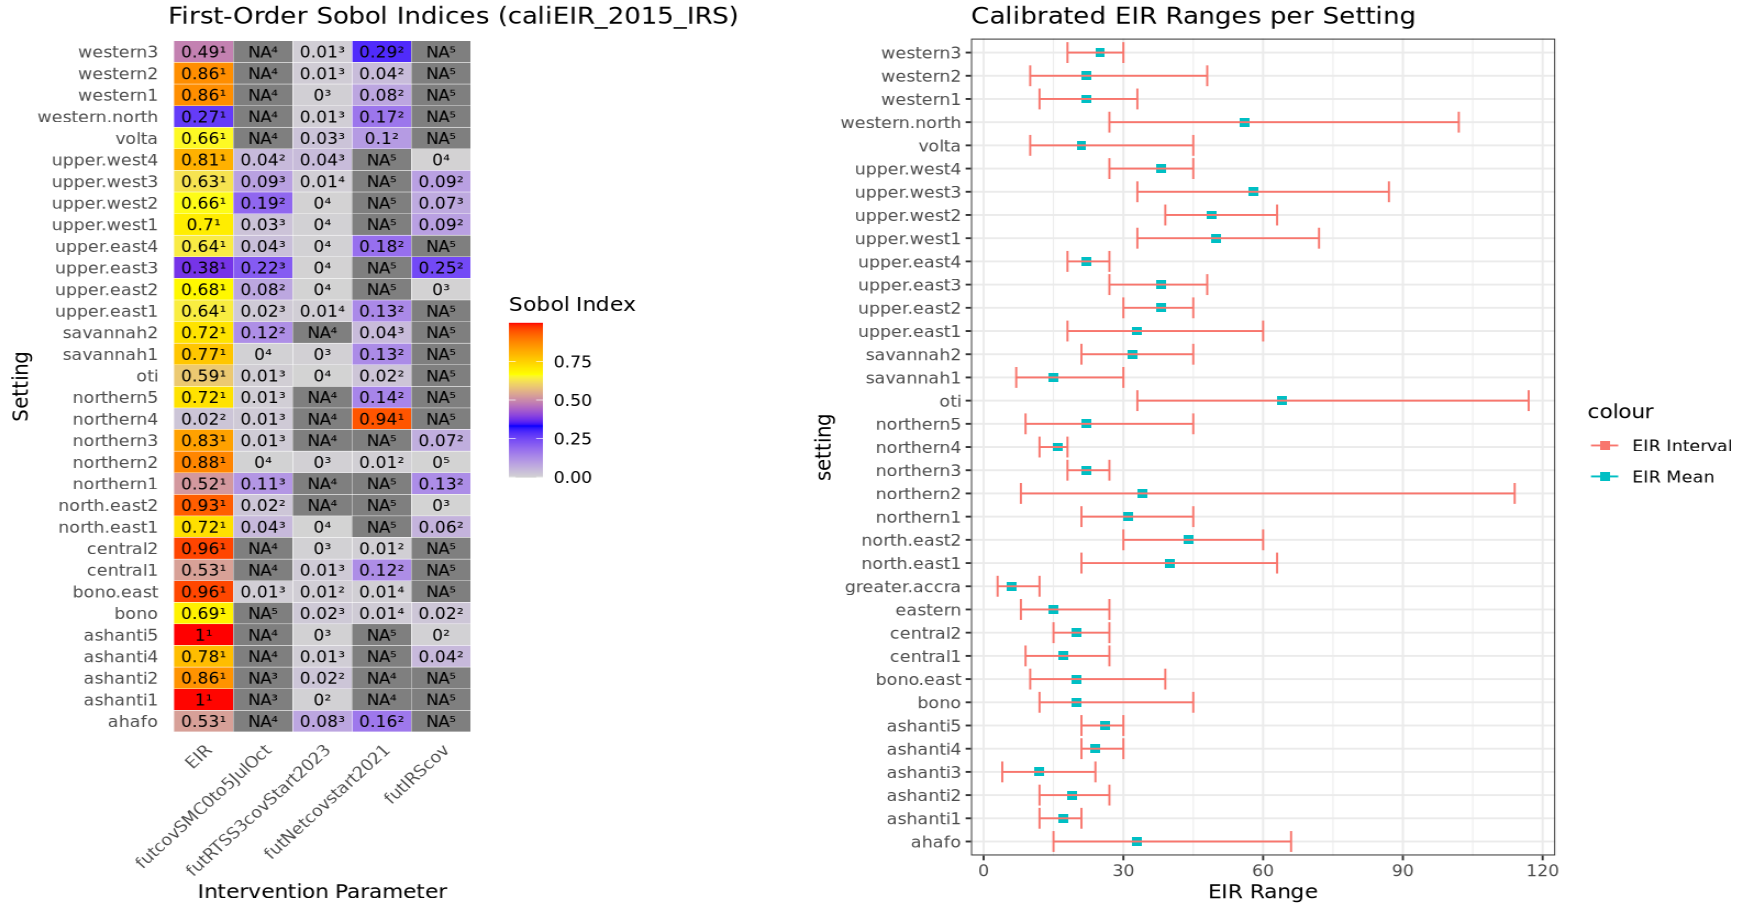 First-Order Sobol Indices (caliEIR_2015_IRS)
western3 0.49¹ NA⁴ 0.01³ 0.29² NA⁵
western2 0.86¹ NA⁴ 0.01³ 0.04² NA⁵
western1 0.86¹ NA⁴ 0³ 0.08² NA⁵
western.north 0.27¹ NA⁴ 0.01³ 0.17² NA⁵
volta 0.66¹ NA⁴ 0.03³ 0.1² NA⁵
upper.west4 0.81¹ 0.04² 0.04³ NA⁵ 0⁴
upper.west3 0.63¹ 0.09³ 0.01⁴ NA⁵ 0.09²
upper.west2 0.66¹ 0.19² 0⁴ NA⁵ 0.07³
upper.west1 0.7¹ 0.03³ 0⁴ NA⁵ 0.09²
upper.east4 0.64¹ 0.04³ 0⁴ 0.18² NA⁵
upper.east3 0.38¹ 0.22³ 0⁴ NA⁵ 0.25²
upper.east2 0.68¹ 0.08² 0⁴ NA⁵ 0³
upper.east1 0.64¹ 0.02³ 0.01⁴ 0.13² NA⁵
savannah2 0.72¹ 0.12² NA⁴ 0.04³ NA⁵
savannah1 0.77¹ 0⁴ 0³ 0.13² NA⁵
oti 0.59¹ 0.01³ 0⁴ 0.02² NA⁵
northern5 0.72¹ 0.01³ NA⁴ 0.14² NA⁵
northern4 0.02² 0.01³ NA⁴ 0.94¹ NA⁵
northern3 0.83¹ 0.01³ NA⁴ NA⁵ 0.07²
northern2 0.88¹ 0⁴ 0³ 0.01² 0⁵
northern1 0.52¹ 0.11³ NA⁴ NA⁵ 0.13²
north.east2 0.93¹ 0.02² NA⁴ NA⁵ 0³
north.east1 0.72¹ 0.04³ 0⁴ NA⁵ 0.06²
central2 0.96¹ NA⁴ 0³ 0.01² NA⁵
central1 0.53¹ NA⁴ 0.01³ 0.12² NA⁵
bono.east 0.96¹ 0.01³ 0.01² 0.01⁴ NA⁵
bono 0.69¹ NA⁵ 0.02³ 0.01⁴ 0.02²
ashanti5 1¹ NA⁴ 0³ NA⁵ 0²
ashanti4 0.78¹ NA⁴ 0.01³ NA⁵ 0.04²
ashanti2 0.86¹ NA³ 0.02² NA⁴ NA⁵
ashanti1 1¹ NA³ 0² NA⁴ NA⁵
ahafo 0.53¹ NA⁴ 0.08³ 0.16² NA⁵
EIR
futcovSMC0to5JulOct
futRTSS3covStart2023
futNetcovstart2021
futIRScov
Intervention Parameter
Setting
Sobol Index
0.75
0.50
0.25
0.00
Calibrated EIR Ranges per Setting
western3
western2
western1
western.north
volta
upper.west4
upper.west3
upper.west2
upper.west1
upper.east4
upper.east3
upper.east2
upper.east1
savannah2
savannah1
oti
northern5
northern4
northern3
northern2
northern1
north.east2
north.east1
greater.accra
eastern
central2
central1
bono.east
bono
ashanti5
ashanti4
ashanti3
ashanti2
ashanti1
ahafo
0 30 60 90 120
EIR Range
setting
colour
EIR Interval
EIR Mean